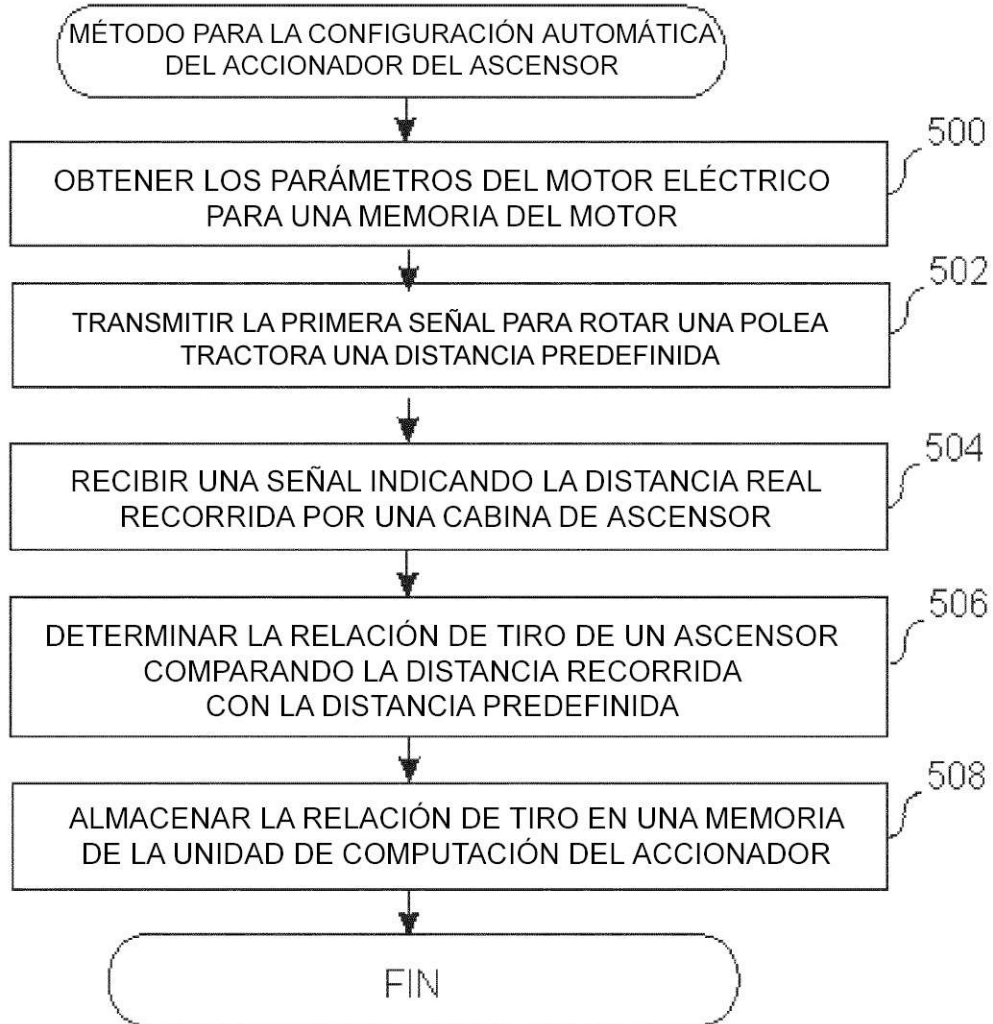 MÉTODO PARA LA CONFIGURACIÓN AUTOMÁTICA
DEL ACCIONADOR DEL ASCENSOR
500
OBTENER LOS PARÁMETROS DEL MOTOR ELÉCTRICO
PARA UNA MEMORIA DEL MOTOR
502
TRANSMITIR LA PRIMERA SEÑAL PARA ROTAR UNA POLEA
TRACTORA UNA DISTANCIA PREDEFINIDA
504
RECIBIR UNA SEÑAL INDICANDO LA DISTANCIA REAL
RECORRIDA POR UNA CABINA DE ASCENSOR
506
DETERMINAR LA RELACIÓN DE TIRO DE UN ASCENSOR
COMPARANDO LA DISTANCIA RECORRIDA
CON LA DISTANCIA PREDEFINIDA
508
ALMACENAR LA RELACIÓN DE TIRO EN UNA MEMORIA
DE LA UNIDAD DE COMPUTACIÓN DEL ACCIONADOR
FIN